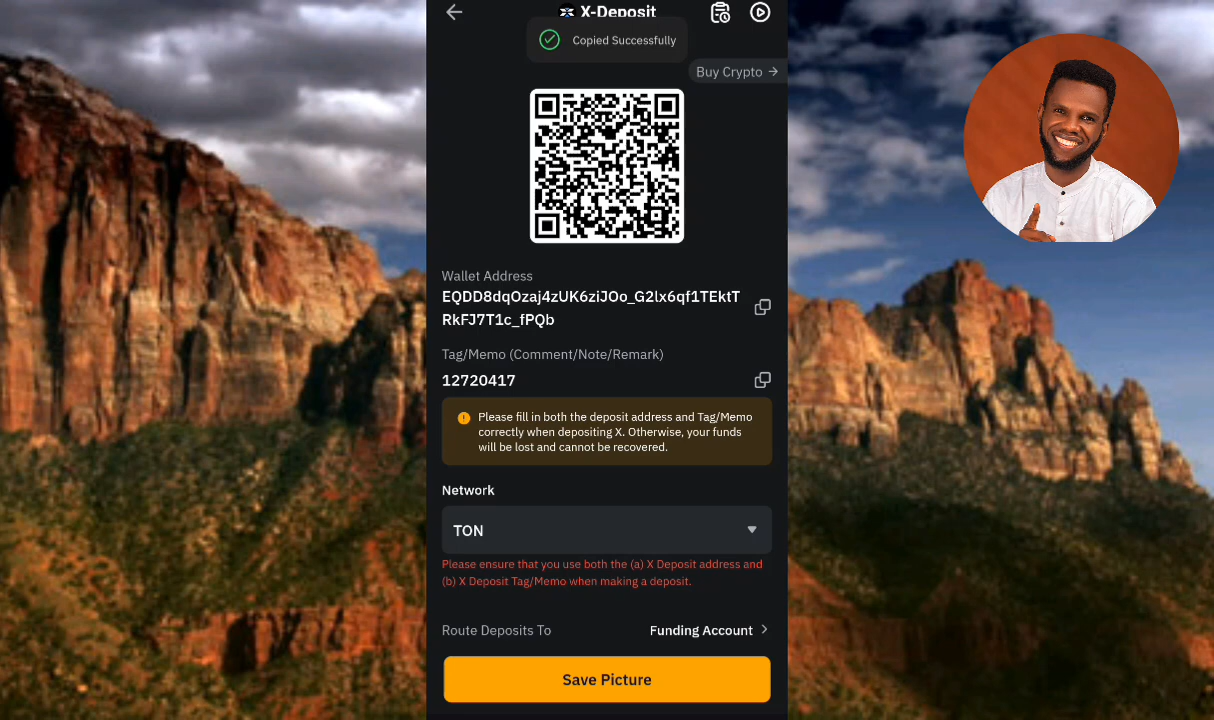 X-Deposit
Copied Successfully
Buy Crypto →
Wallet Address
EQDD8dqOzaj4zUK6ziJOo_G2lx6qf1TEktT
RkFJ7T1c_fPQb
Tag/Memo (Comment/Note/Remark)
12720417
Please fill in both the deposit address and Tag/Memo
correctly when depositing X. Otherwise, your funds
will be lost and cannot be recovered.
Network
TON
Please ensure that you use both the (a) X Deposit address and
(b) X Deposit Tag/Memo when making a deposit.
Route Deposits To
Funding Account
Save Picture